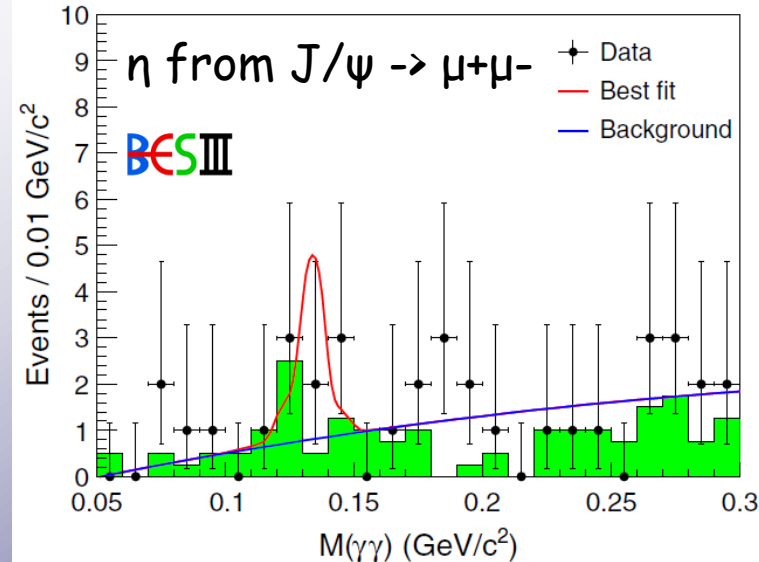 η from J/ψ -> μ+μ-
BESIII
Data
Best fit
Background
Events / 0.01 GeV/c²
10
9
8
7
6
5
4
3
2
1
0
0.05
0.1
0.15
0.2
0.25
0.3
M(γγ) (GeV/c²)